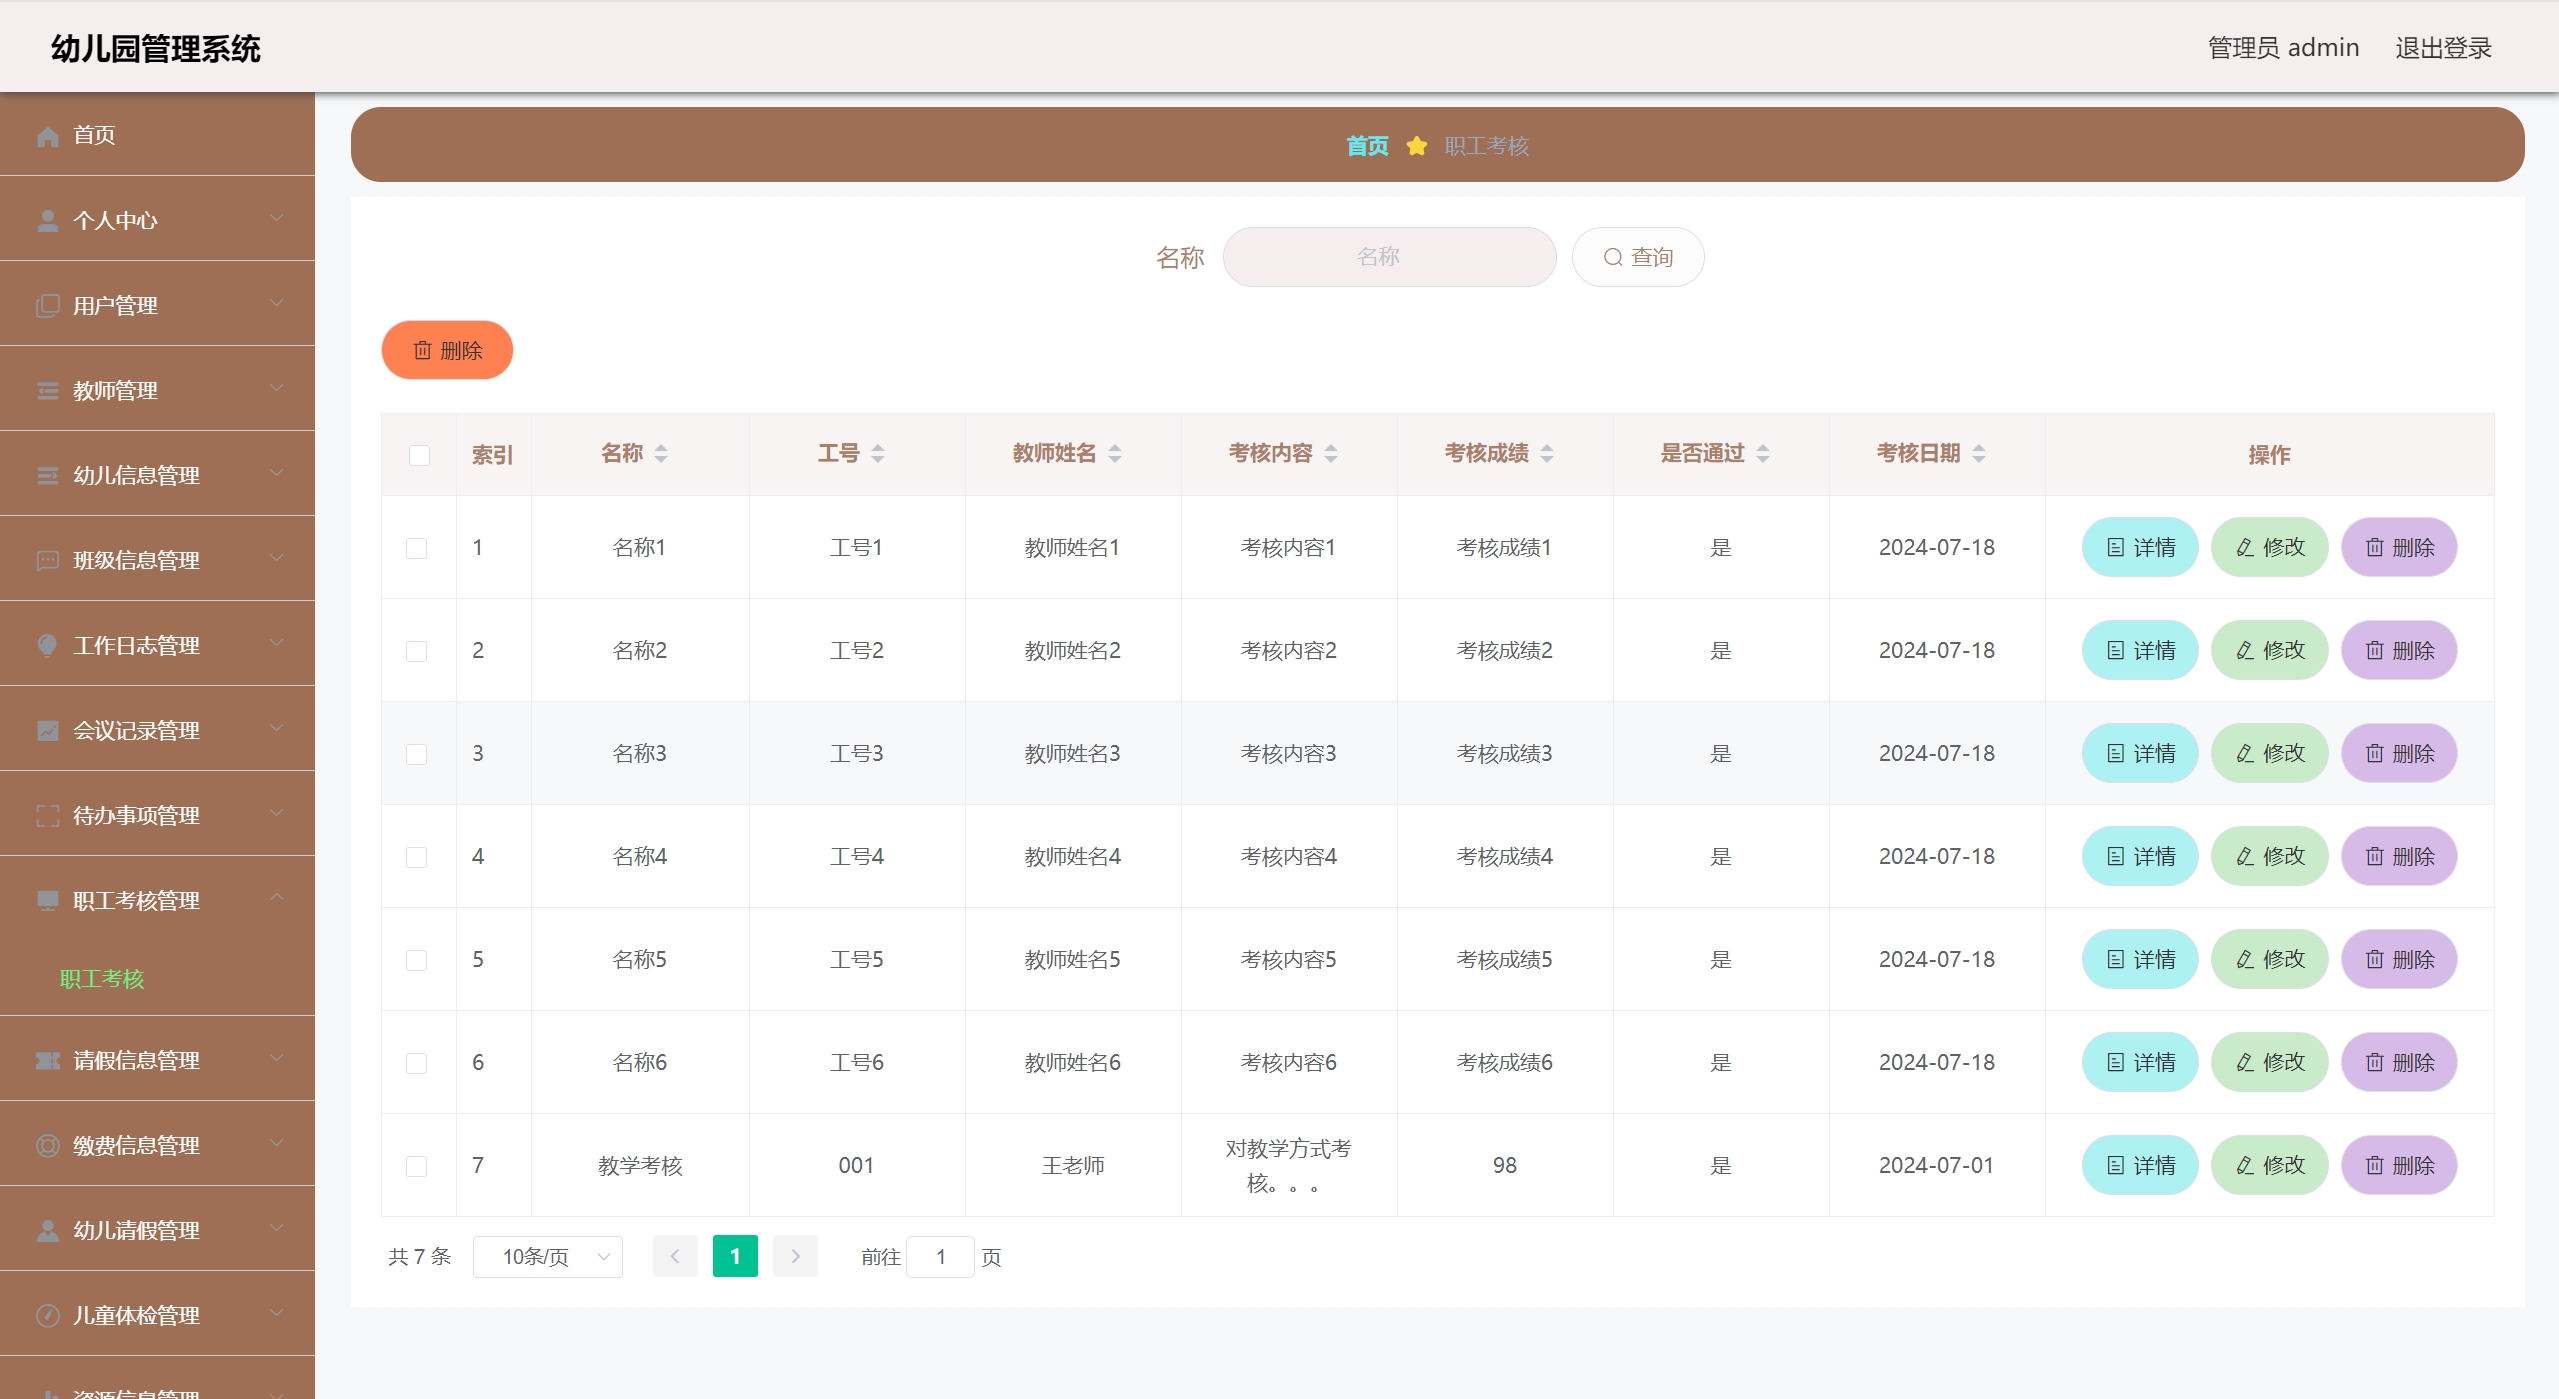 幼儿园管理系统
管理员 admin 退出登录
首页
个人中心
用户管理
教师管理
幼儿信息管理
班级信息管理
工作日志管理
会议记录管理
待办事项管理
职工考核管理
职工考核
请假信息管理
缴费信息管理
幼儿请假管理
儿童体检管理
资源信息管理
首页 职工考核
名称 名称 查询
删除
索引 名称 工号 教师姓名 考核内容 考核成绩 是否通过 考核日期 操作
1 名称1 工号1 教师姓名1 考核内容1 考核成绩1 是 2024-07-18 详情 修改 删除
2 名称2 工号2 教师姓名2 考核内容2 考核成绩2 是 2024-07-18 详情 修改 删除
3 名称3 工号3 教师姓名3 考核内容3 考核成绩3 是 2024-07-18 详情 修改 删除
4 名称4 工号4 教师姓名4 考核内容4 考核成绩4 是 2024-07-18 详情 修改 删除
5 名称5 工号5 教师姓名5 考核内容5 考核成绩5 是 2024-07-18 详情 修改 删除
6 名称6 工号6 教师姓名6 考核内容6 考核成绩6 是 2024-07-18 详情 修改 删除
7 教学考核 001 王老师 对教学方式考
核。。。 98 是 2024-07-01 详情 修改 删除
共 7 条 10条/页 1 前往 1 页